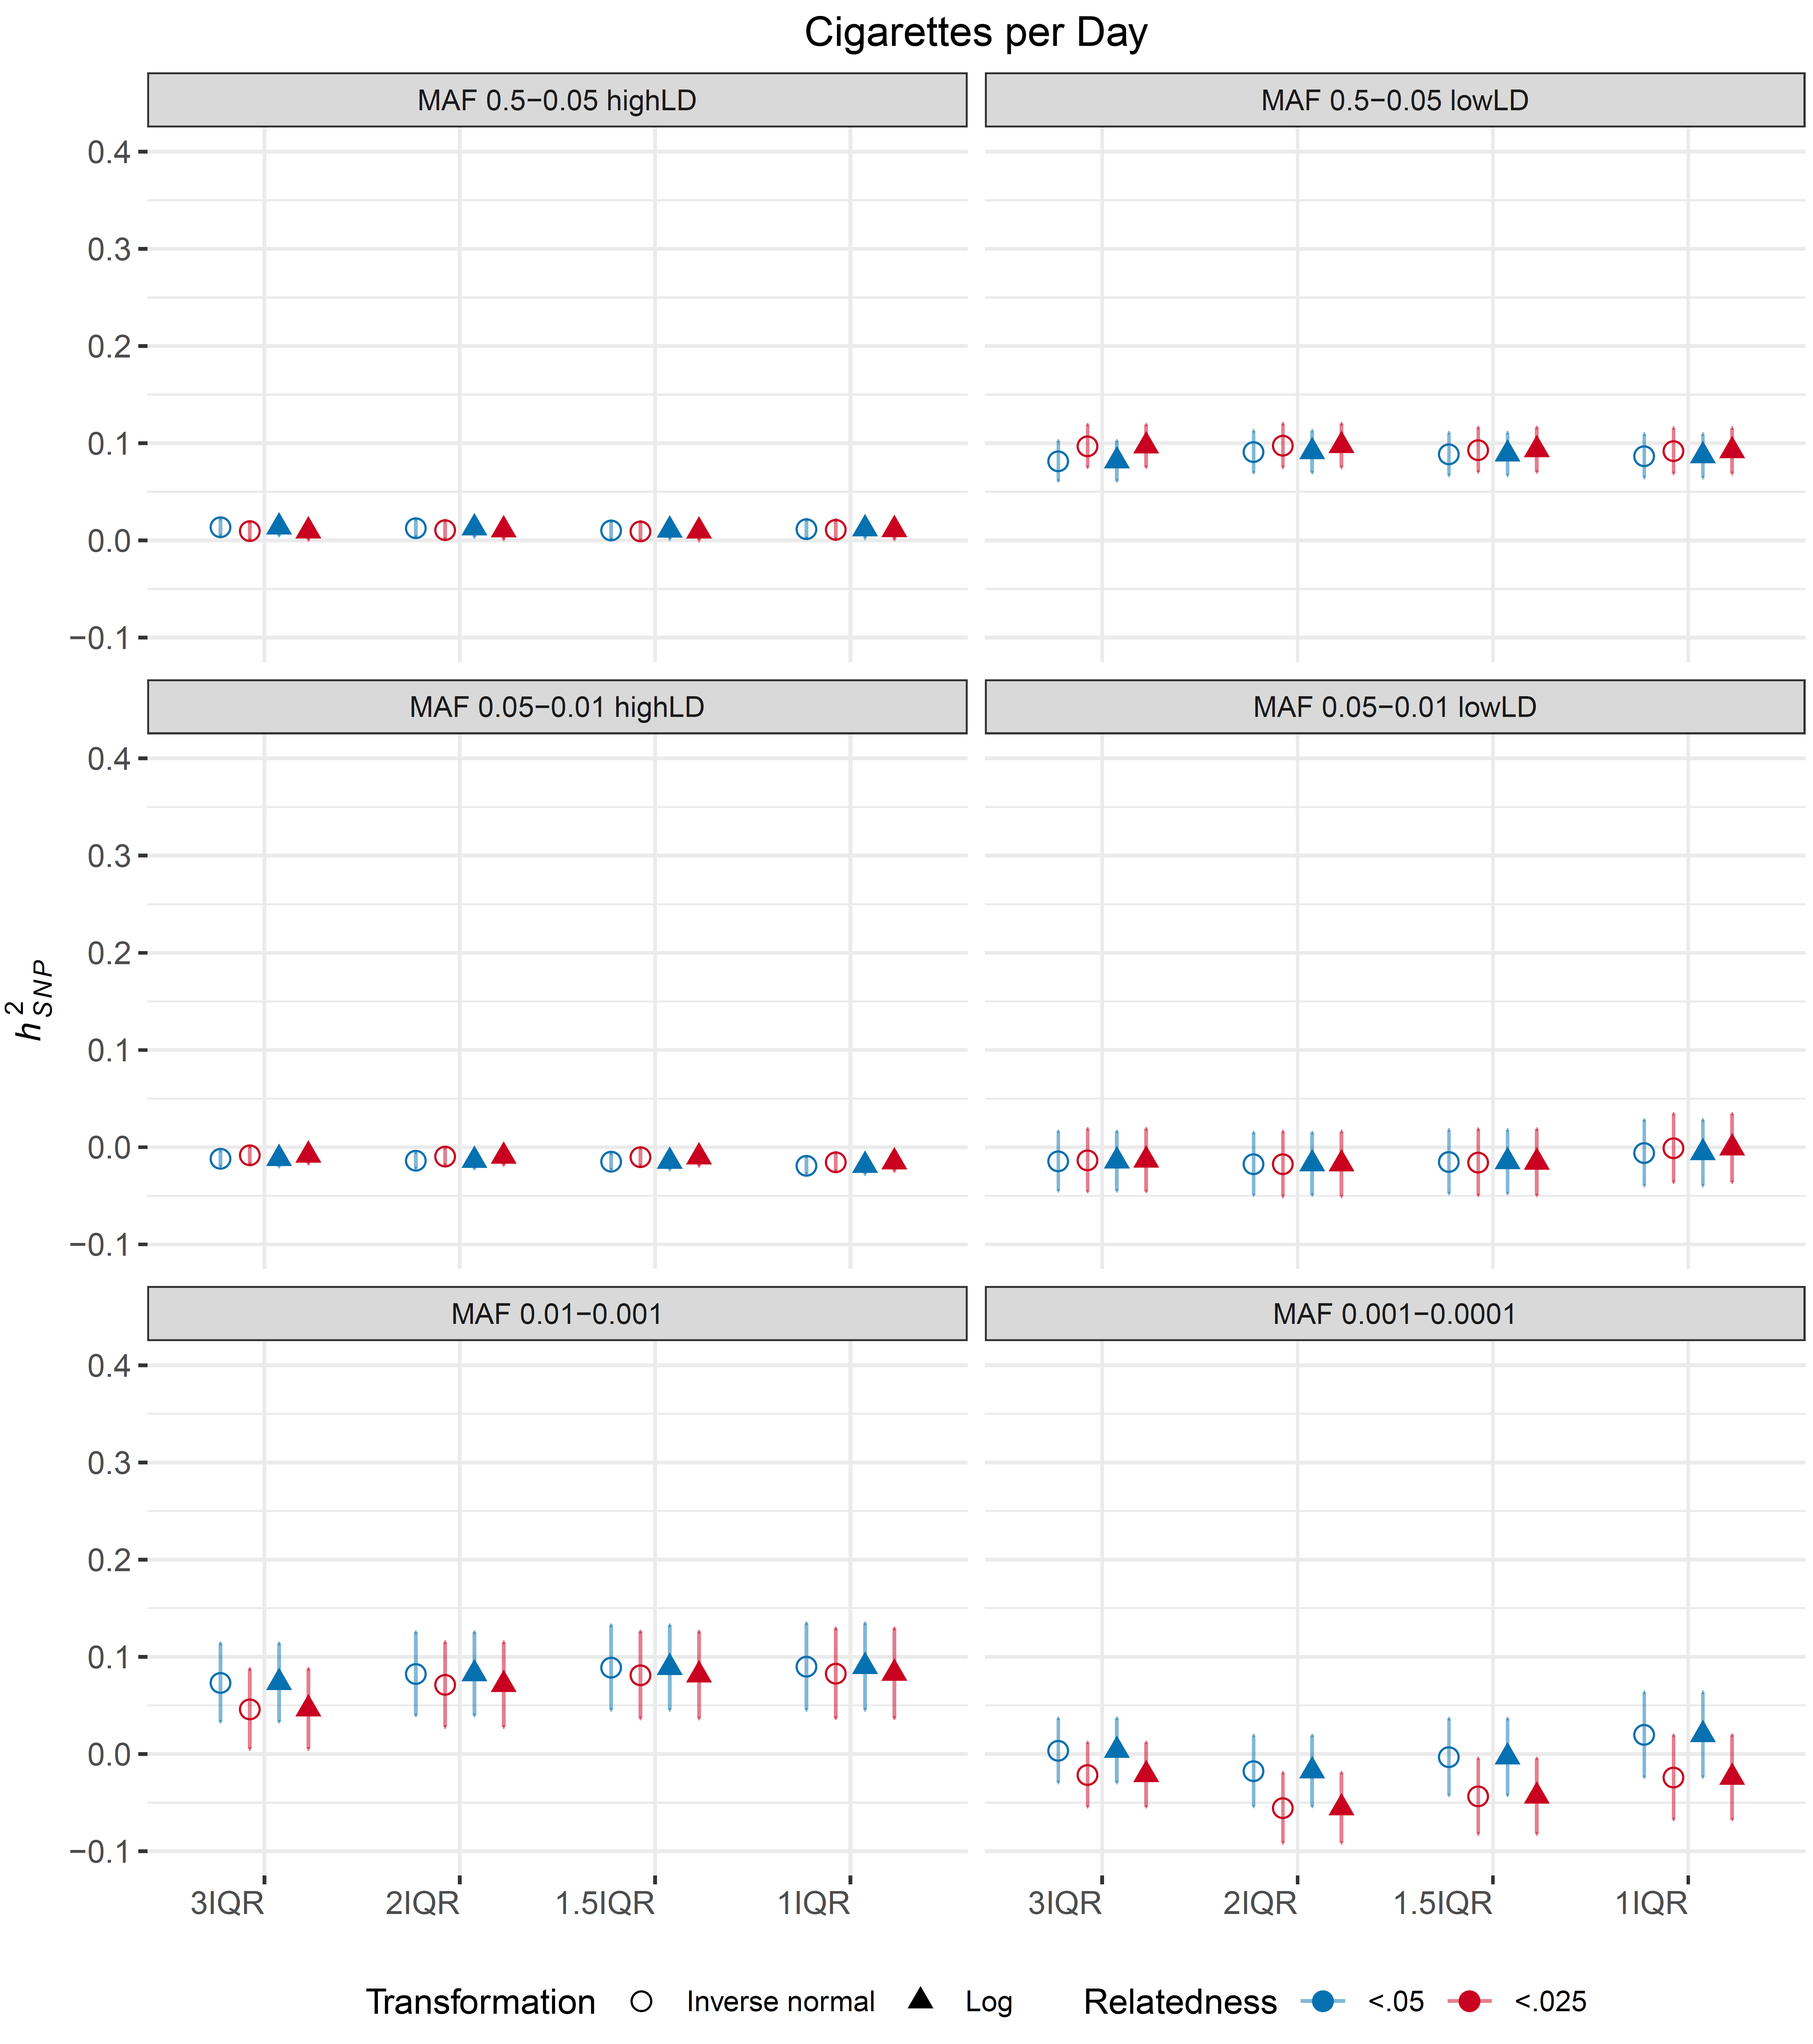 Cigarettes per Day
MAF 0.5−0.05 highLD
MAF 0.5−0.05 lowLD
0.4
0.3
0.2
0.1
0.0
−0.1
MAF 0.05−0.01 highLD
MAF 0.05−0.01 lowLD
0.4
0.3
0.2
0.1
0.0
−0.1
h²SNP
MAF 0.01−0.001
MAF 0.001−0.0001
0.4
0.3
0.2
0.1
0.0
−0.1
3IQR 2IQR 1.5IQR 1IQR
3IQR 2IQR 1.5IQR 1IQR
Transformation Inverse normal Log Relatedness <.05 <.025